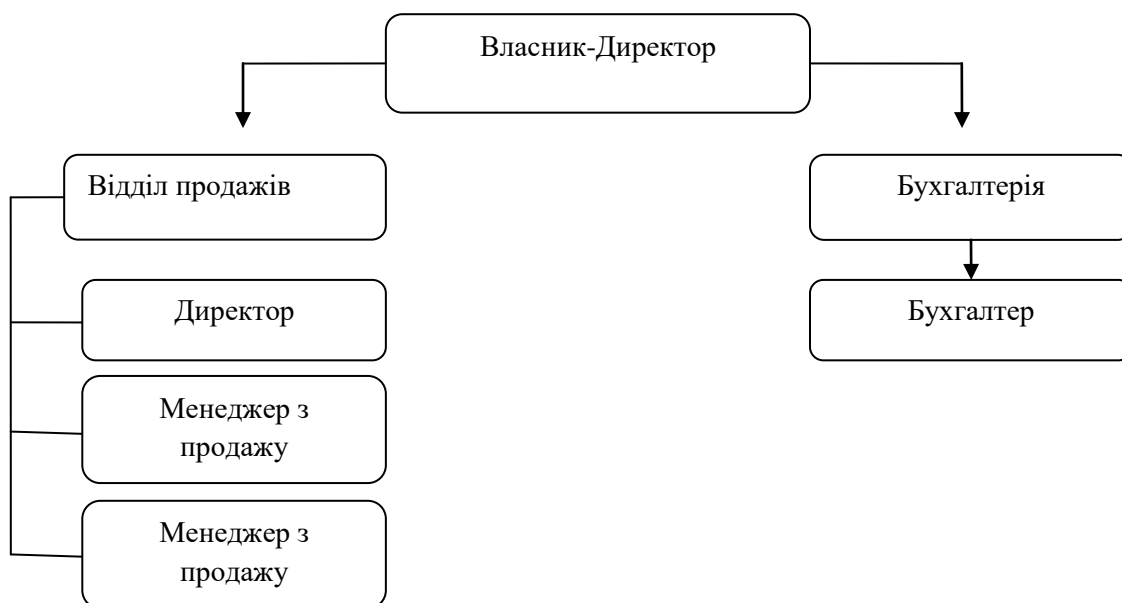 Власник-Директор
Відділ продажів
Бухгалтерія
Директор
Бухгалтер
Менеджер з
продажу
Менеджер з
продажу